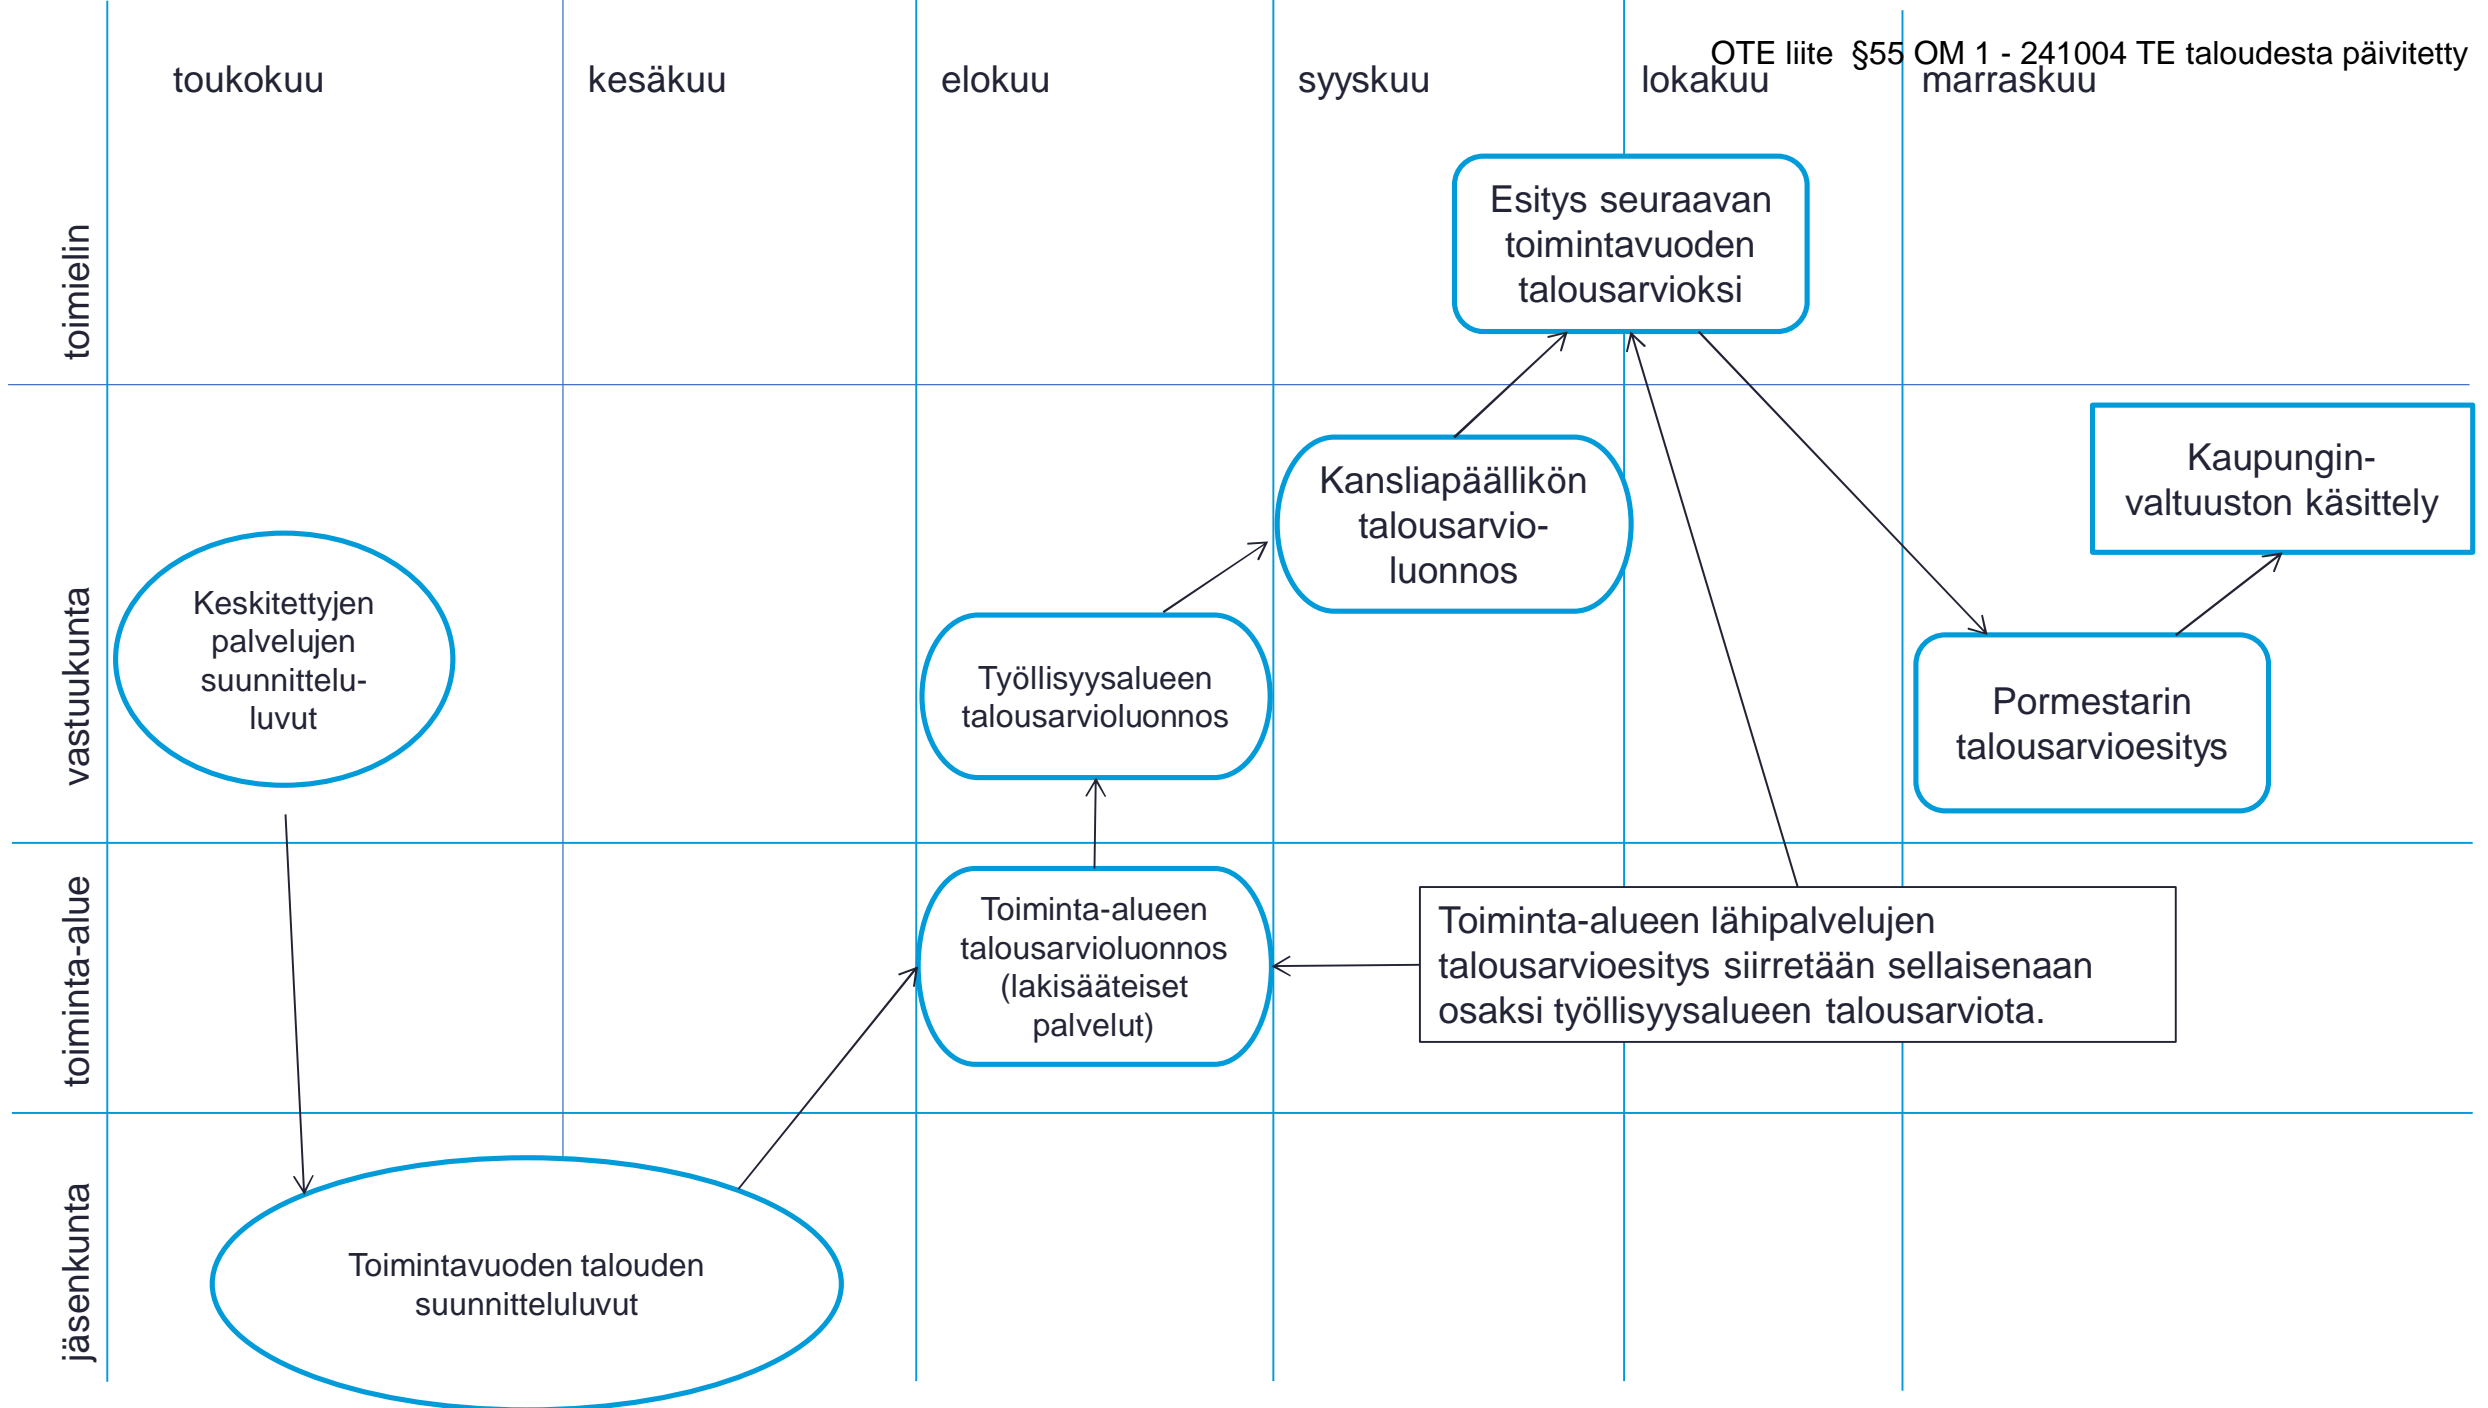 OTE liite §55 OM 1 - 241004 TE taloudesta päivitetty
toukokuu
kesäkuu
elokuu
syyskuu
lokakuu
marraskuu
toimielin
Esitys seuraavan
toimintavuoden
talousarvioksi
vastuukunta
Keskitettyjen
palvelujen
suunnittelu-
luvut
Työllisyysalueen
talousarvioluonnos
Kansliapäällikön
talousarvio-
luonnos
Kaupungin-
valtuuston käsittely
Pormestarin
talousarvioesitys
toiminta-alue
Toiminta-alueen
talousarvioluonnos
(lakisääteiset
palvelut)
Toiminta-alueen lähipalvelujen
talousarvioesitys siirretään sellaisenaan
osaksi työllisyysalueen talousarviota.
jäsenkunta
Toimintavuoden talouden
suunnitteluluvut